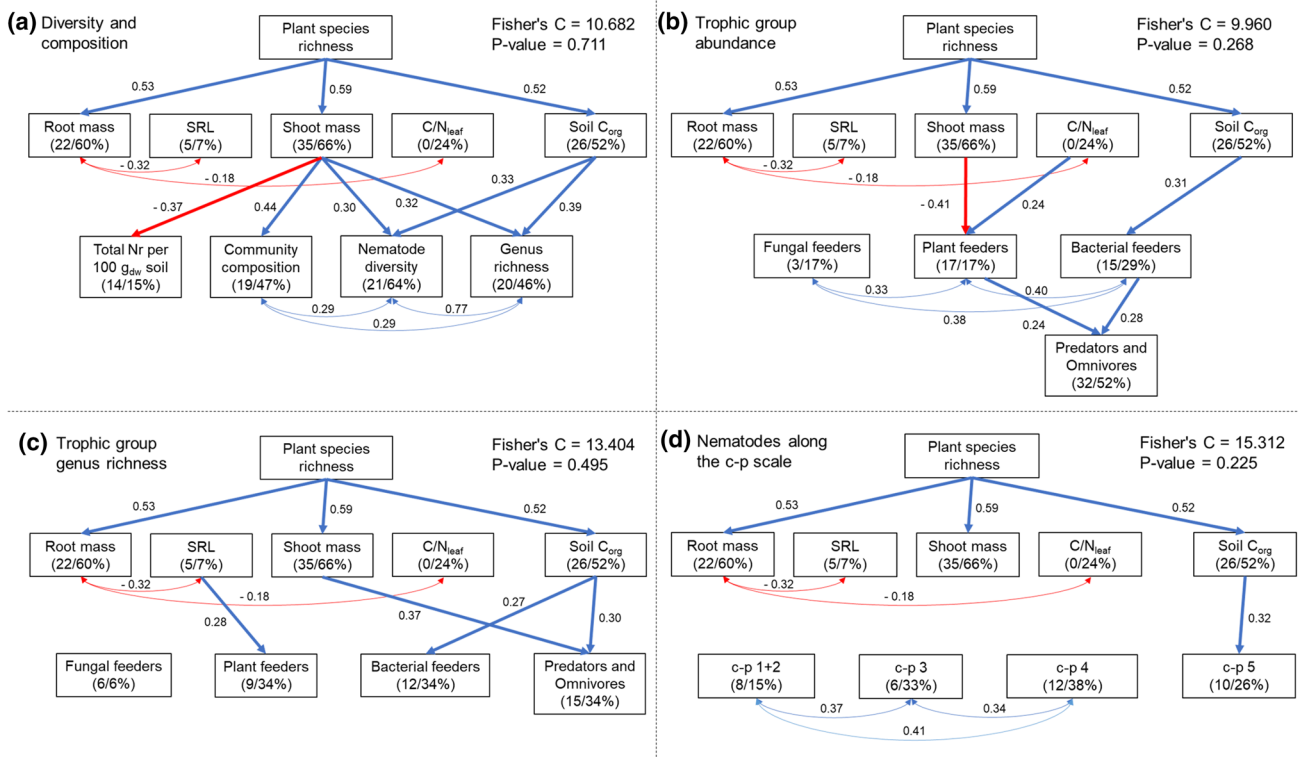 (a) Diversity and
composition
Plant species
richness
Fisher's C = 10.682
P-value = 0.711
0.53
0.59
0.52
Root mass
(22/60%)
SRL
(5/7%)
Shoot mass
(35/66%)
C/Nleaf
(0/24%)
Soil Corg
(26/52%)
- 0.32
- 0.18
- 0.37
0.44
0.30
0.32
0.33
0.39
Total Nr per
100 gdw soil
(14/15%)
Community
composition
(19/47%)
Nematode
diversity
(21/64%)
Genus
richness
(20/46%)
0.29
0.77
0.29
(b) Trophic group
abundance
Plant species
richness
Fisher's C = 9.960
P-value = 0.268
0.53
0.59
0.52
Root mass
(22/60%)
SRL
(5/7%)
Shoot mass
(35/66%)
C/Nleaf
(0/24%)
Soil Corg
(26/52%)
- 0.32
- 0.18
- 0.41
0.24
0.31
Fungal feeders
(3/17%)
Plant feeders
(17/17%)
Bacterial feeders
(15/29%)
0.33
0.40
0.38
0.24
0.28
Predators and
Omnivores
(32/52%)
(c) Trophic group
genus richness
Plant species
richness
Fisher's C = 13.404
P-value = 0.495
0.53
0.59
0.52
Root mass
(22/60%)
SRL
(5/7%)
Shoot mass
(35/66%)
C/Nleaf
(0/24%)
Soil Corg
(26/52%)
- 0.32
- 0.18
0.28
0.37
0.27
0.30
Fungal feeders
(6/6%)
Plant feeders
(9/34%)
Bacterial feeders
(12/34%)
Predators and
Omnivores
(15/34%)
(d) Nematodes along
the c-p scale
Plant species
richness
Fisher's C = 15.312
P-value = 0.225
0.53
0.59
0.52
Root mass
(22/60%)
SRL
(5/7%)
Shoot mass
(35/66%)
C/Nleaf
(0/24%)
Soil Corg
(26/52%)
- 0.32
- 0.18
0.32
c-p 1+2
(8/15%)
c-p 3
(6/33%)
c-p 4
(12/38%)
c-p 5
(10/26%)
0.37
0.34
0.41